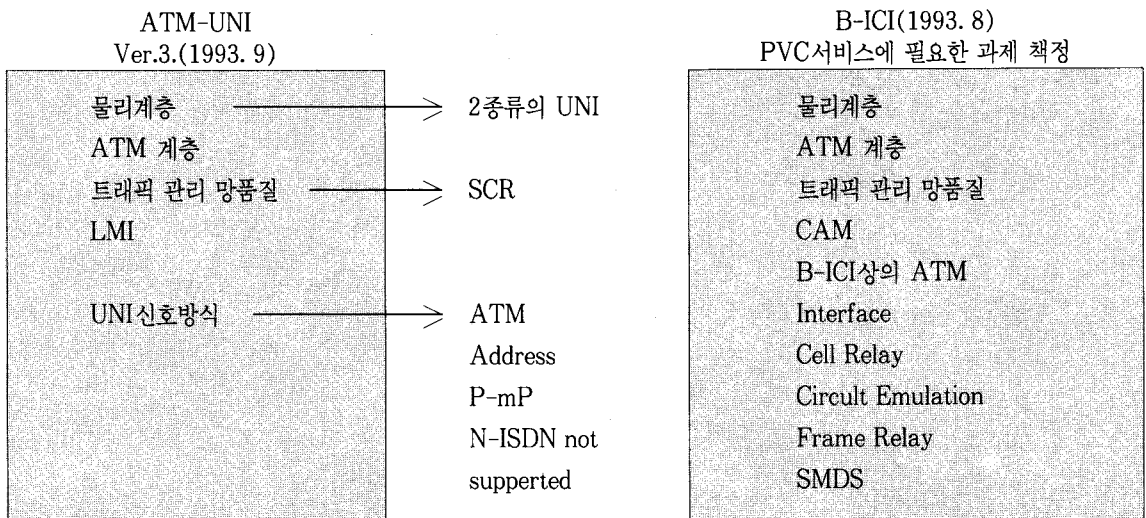 ATM-UNI
Ver.3.(1993. 9)
물리계층
ATM 계층
트래픽 관리 망품질
LMI
UNI신호방식
2종류의 UNI
SCR
ATM
Address
P-mP
N-ISDN not
supperted
B-ICI(1993. 8)
PVC서비스에 필요한 과제 책정
물리계층
ATM 계층
트래픽 관리 망품질
CAM
B-ICI상의 ATM
Interface
Cell Relay
Circult Emulation
Frame Relay
SMDS